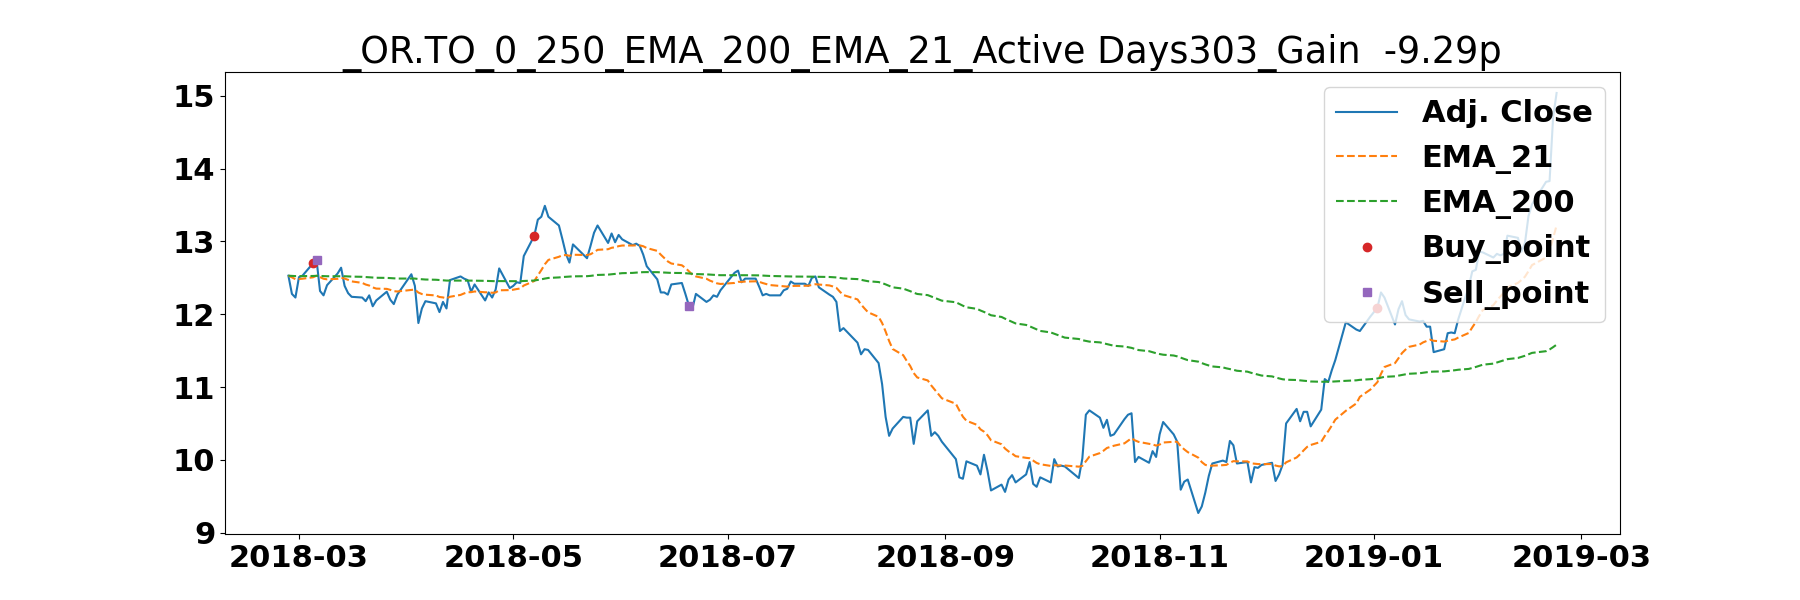 _OR.TO_0_250_EMA_200_EMA_21_Active Days303_Gain  -9.29p
15
14
13
12
11
10
9
Adj. Close
EMA_21
EMA_200
Buy_point
Sell_point
2018-03 2018-05 2018-07 2018-09 2018-11 2019-01 2019-03